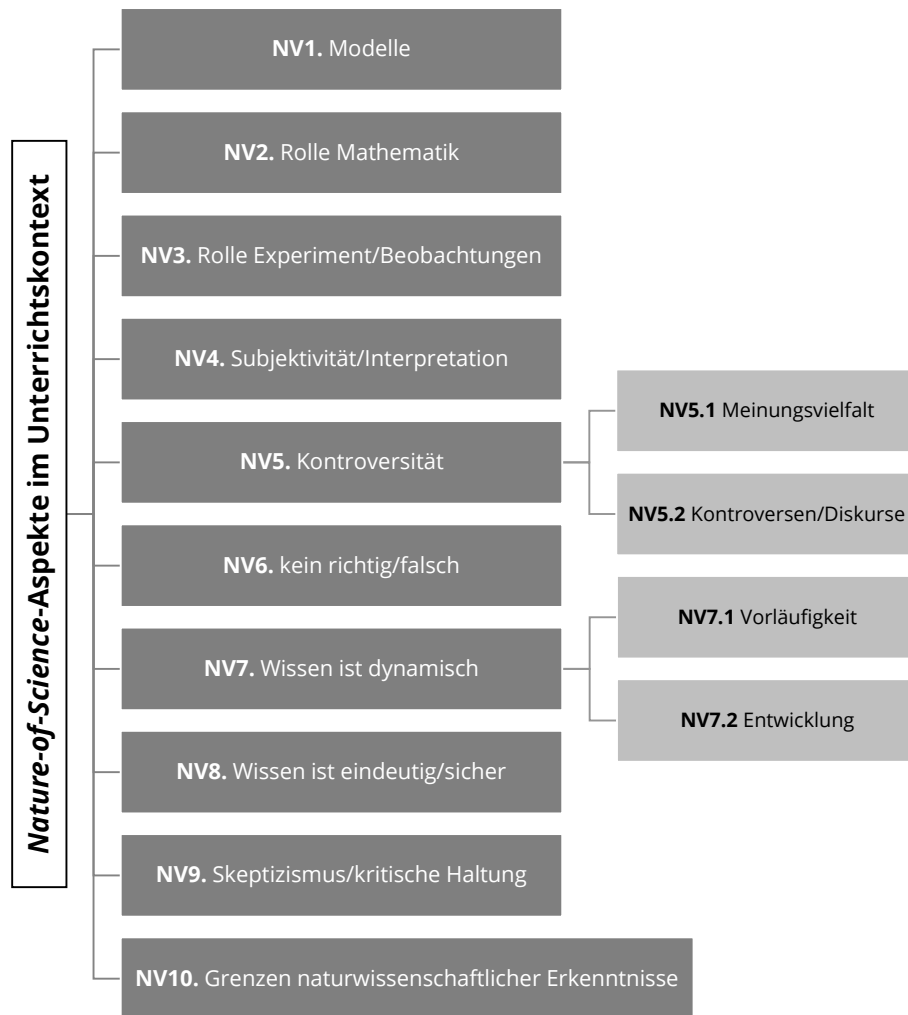 Nature-of-Science-Aspekte im Unterrichtskontext
NV1. Modelle
NV2. Rolle Mathematik
NV3. Rolle Experiment/Beobachtungen
NV4. Subjektivität/Interpretation
NV5. Kontroversität
NV5.1 Meinungsvielfalt
NV5.2 Kontroversen/Diskurse
NV6. kein richtig/falsch
NV7. Wissen ist dynamisch
NV7.1 Vorläufigkeit
NV7.2 Entwicklung
NV8. Wissen ist eindeutig/sicher
NV9. Skeptizismus/kritische Haltung
NV10. Grenzen naturwissenschaftlicher Erkenntnisse